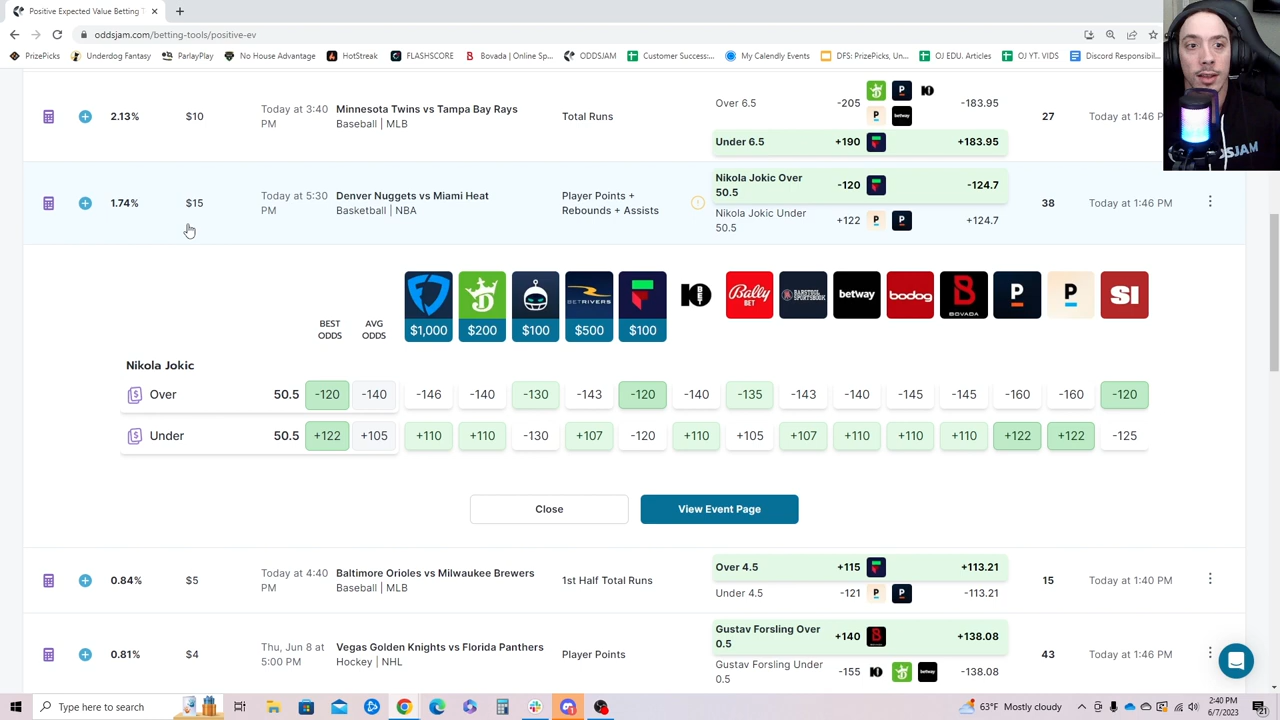 Positive Expected Value Betting T
oddsjam.com/betting-tools/positive-ev
PrizePicks
Underdog Fantasy
ParlayPlay
No House Advantage
HotStreak
FLASHSCORE
Bovada | Online Sp...
ODDSJAM
Customer Success:...
My Calendly Events
DFS: PrizePicks, Un...
OJ EDU. Articles
OJ YT. VIDS
Discord Responsibil...
2.13%
$10
Today at 3:40
PM
Minnesota Twins vs Tampa Bay Rays
Baseball | MLB
Total Runs
Over 6.5
-205
-183.95
betway
Under 6.5
+190
+183.95
27
Today at 1:46 P
DSJAM
1.74%
$15
Today at 5:30
PM
Denver Nuggets vs Miami Heat
Basketball | NBA
Player Points +
Rebounds + Assists
Nikola Jokic Over
50.5
-120
-124.7
Nikola Jokic Under
50.5
+122
+124.7
38
Today at 1:46 PM
BEST
ODDS
AVG
ODDS
$1,000
$200
$100
BETRIVERS
$500
$100
10
Bally
BET
BARSTOOL
SPORTSBOOK
betway
bodog
B
BOVADA
P
P
SI
Nikola Jokic
Over 50.5 -120 -140 -146 -140 -130 -143 -120 -140 -135 -143 -140 -145 -145 -160 -160 -120
Under 50.5 +122 +105 +110 +110 -130 +107 -120 +110 +105 +107 +110 +110 +110 +122 +122 -125
Close
View Event Page
0.84%
$5
Today at 4:40
PM
Baltimore Orioles vs Milwaukee Brewers
Baseball | MLB
1st Half Total Runs
Over 4.5
+115
+113.21
Under 4.5
-121
-113.21
15
Today at 1:40 PM
0.81%
$4
Thu, Jun 8 at
5:00 PM
Vegas Golden Knights vs Florida Panthers
Hockey | NHL
Player Points
Gustav Forsling Over
0.5
+140
+138.08
Gustav Forsling Under
0.5
-155
-138.08
43
Today at 1:46 PM
Type here to search
63°F Mostly cloudy
2:40 PM
6/7/2023